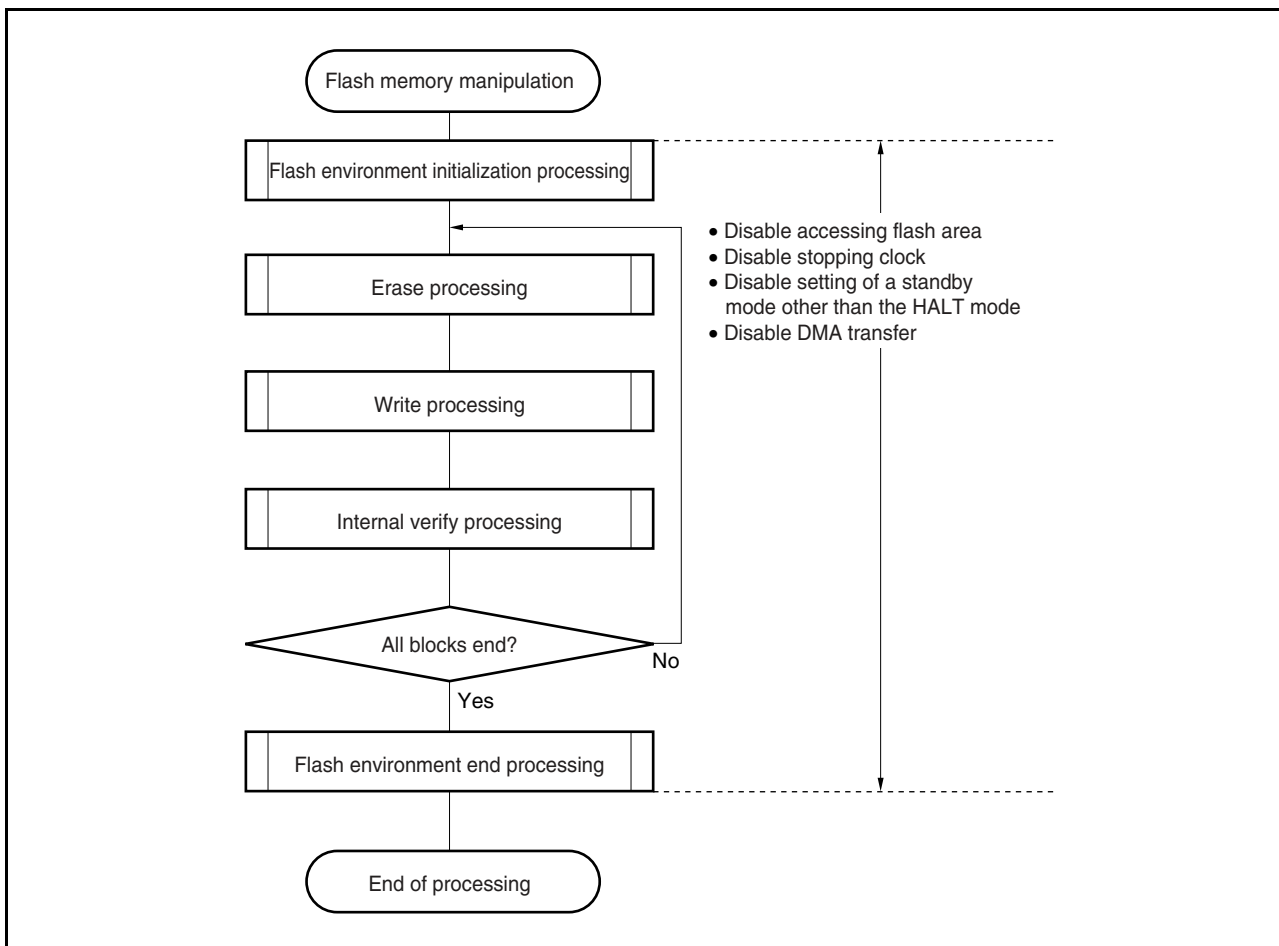 Flash memory manipulation
Flash environment initialization processing
● Disable accessing flash area
● Disable stopping clock
● Disable setting of a standby
mode other than the HALT mode
● Disable DMA transfer
Erase processing
Write processing
Internal verify processing
All blocks end?
No
Yes
Flash environment end processing
End of processing